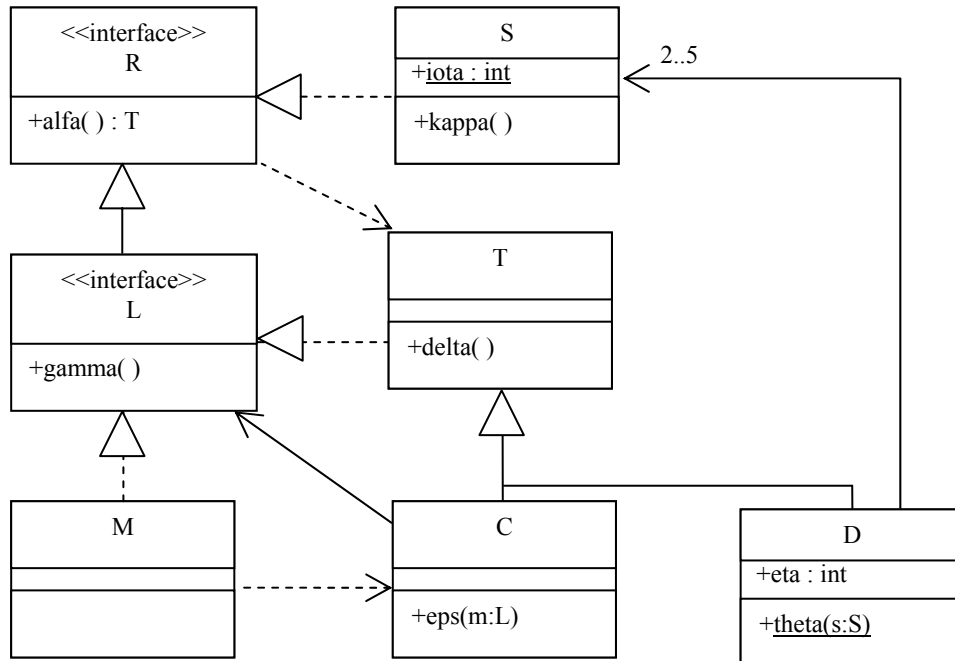 <<interface>>
R
+alfa( ) : T
S
+iota : int
+kappa( )
2..5
<<interface>>
L
+gamma( )
T
+delta( )
M
C
+eps(m:L)
D
+eta : int
+theta(s:S)